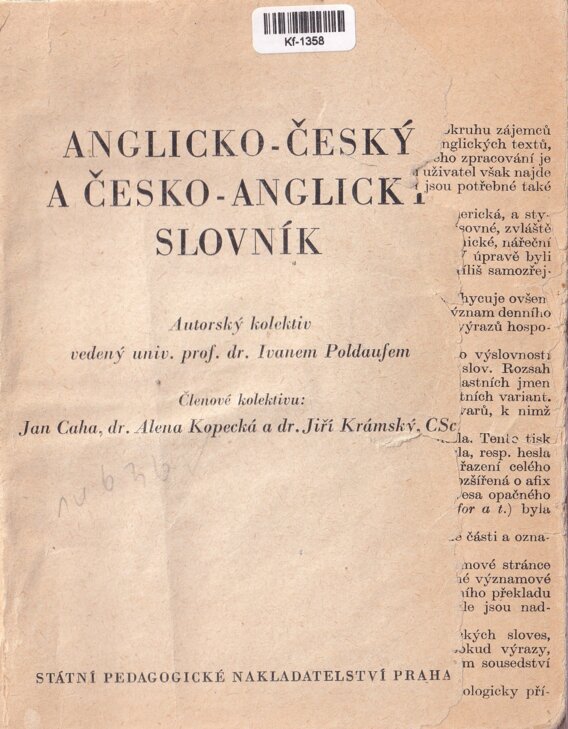 Kf-1358
ANGLICKO-ČESKÝ
A ČESKO-ANGLICKÝ
SLOVNÍK
Autorský kolektiv
vedený univ. prof. dr. Ivanem Poldaufem
Členové kolektivu:
Jan Caha, dr. Alena Kopecká a dr. Jiří Krámský, CSc
STÁTNÍ PEDAGOGICKÉ NAKLADATELSTVÍ PRAHA
okruhu zájemců
nglických textů,
eho zpracování je
uživatel však najde
jsou potřebné také
erická, a sty-
sovné, zvláště
nické, nářeční
úpravě byli
íliš samozřej-
hycuje ovšem
význam denního
výrazů hospo-
o výslovnosti
slov. Rozsah
lastních jmen
tních variant.
varů, k nimž
Tento tisk
la, resp. hesla
řazení celého
ozšířená o afix
esa opačného
for a t.) byla
části a ozna-
mové stránce
né významové
ního překladu
le jsou nad-
kých sloves,
okud výrazy,
m sousedství
ologicky pří-